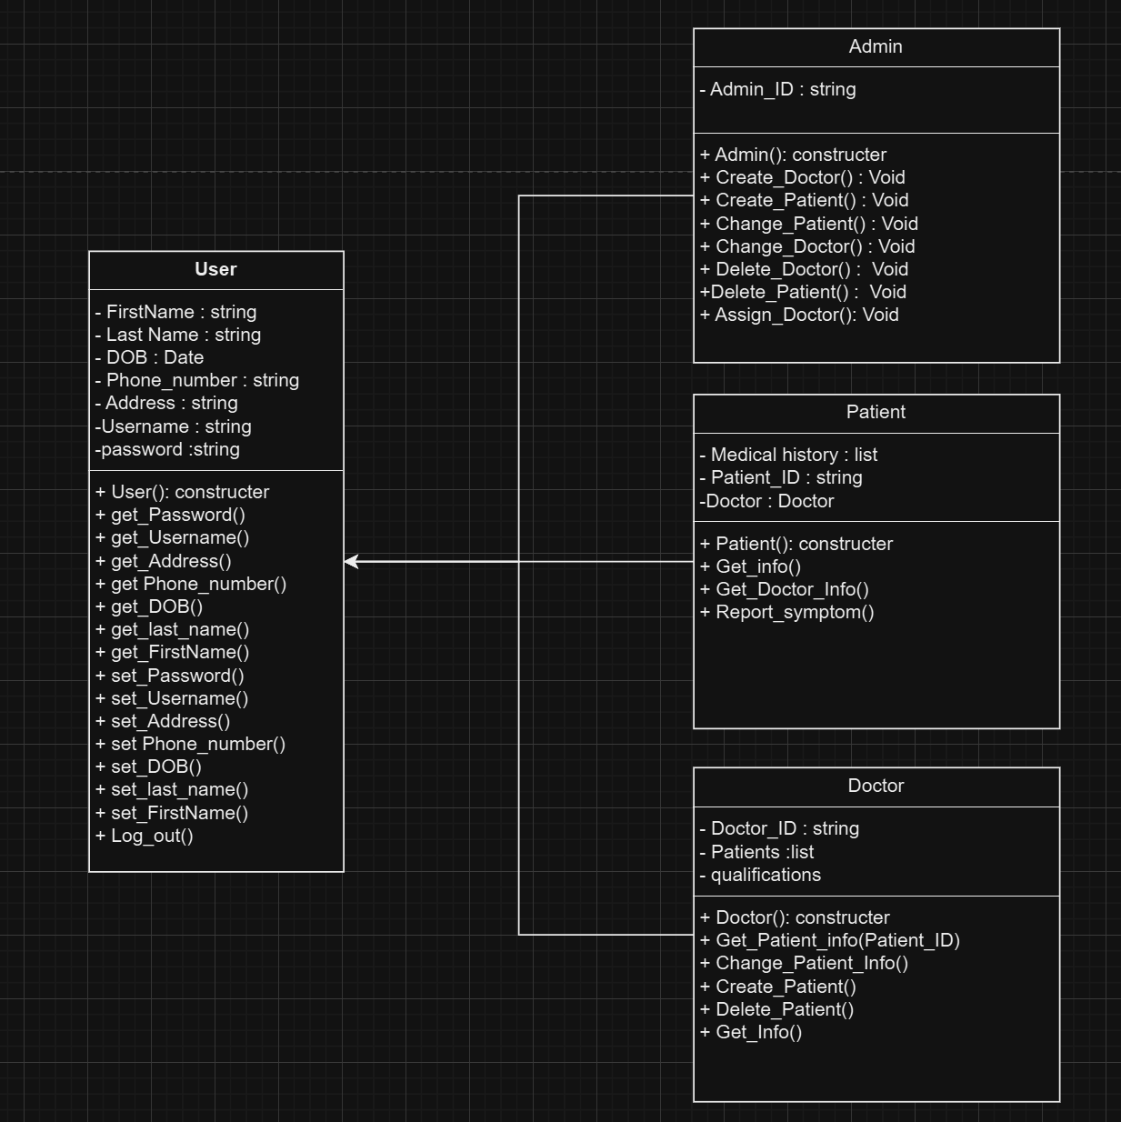 User
- FirstName : string
- Last Name : string
- DOB : Date
- Phone_number : string
- Address : string
-Username : string
-password :string
+ User(): constructer
+ get_Password()
+ get_Username()
+ get_Address()
+ get Phone_number()
+ get_DOB()
+ get_last_name()
+ get_FirstName()
+ set_Password()
+ set_Username()
+ set_Address()
+ set Phone_number()
+ set_DOB()
+ set_last_name()
+ set_FirstName()
+ Log_out()
Admin
- Admin_ID : string
+ Admin(): constructer
+ Create_Doctor() : Void
+ Create_Patient() : Void
+ Change_Patient() : Void
+ Change_Doctor() : Void
+ Delete_Doctor() :  Void
+Delete_Patient() :  Void
+ Assign_Doctor(): Void
Patient
- Medical history : list
- Patient_ID : string
-Doctor : Doctor
+ Patient(): constructer
+ Get_info()
+ Get_Doctor_Info()
+ Report_symptom()
Doctor
- Doctor_ID : string
- Patients :list
- qualifications
+ Doctor(): constructer
+ Get_Patient_info(Patient_ID)
+ Change_Patient_Info()
+ Create_Patient()
+ Delete_Patient()
+ Get_Info()